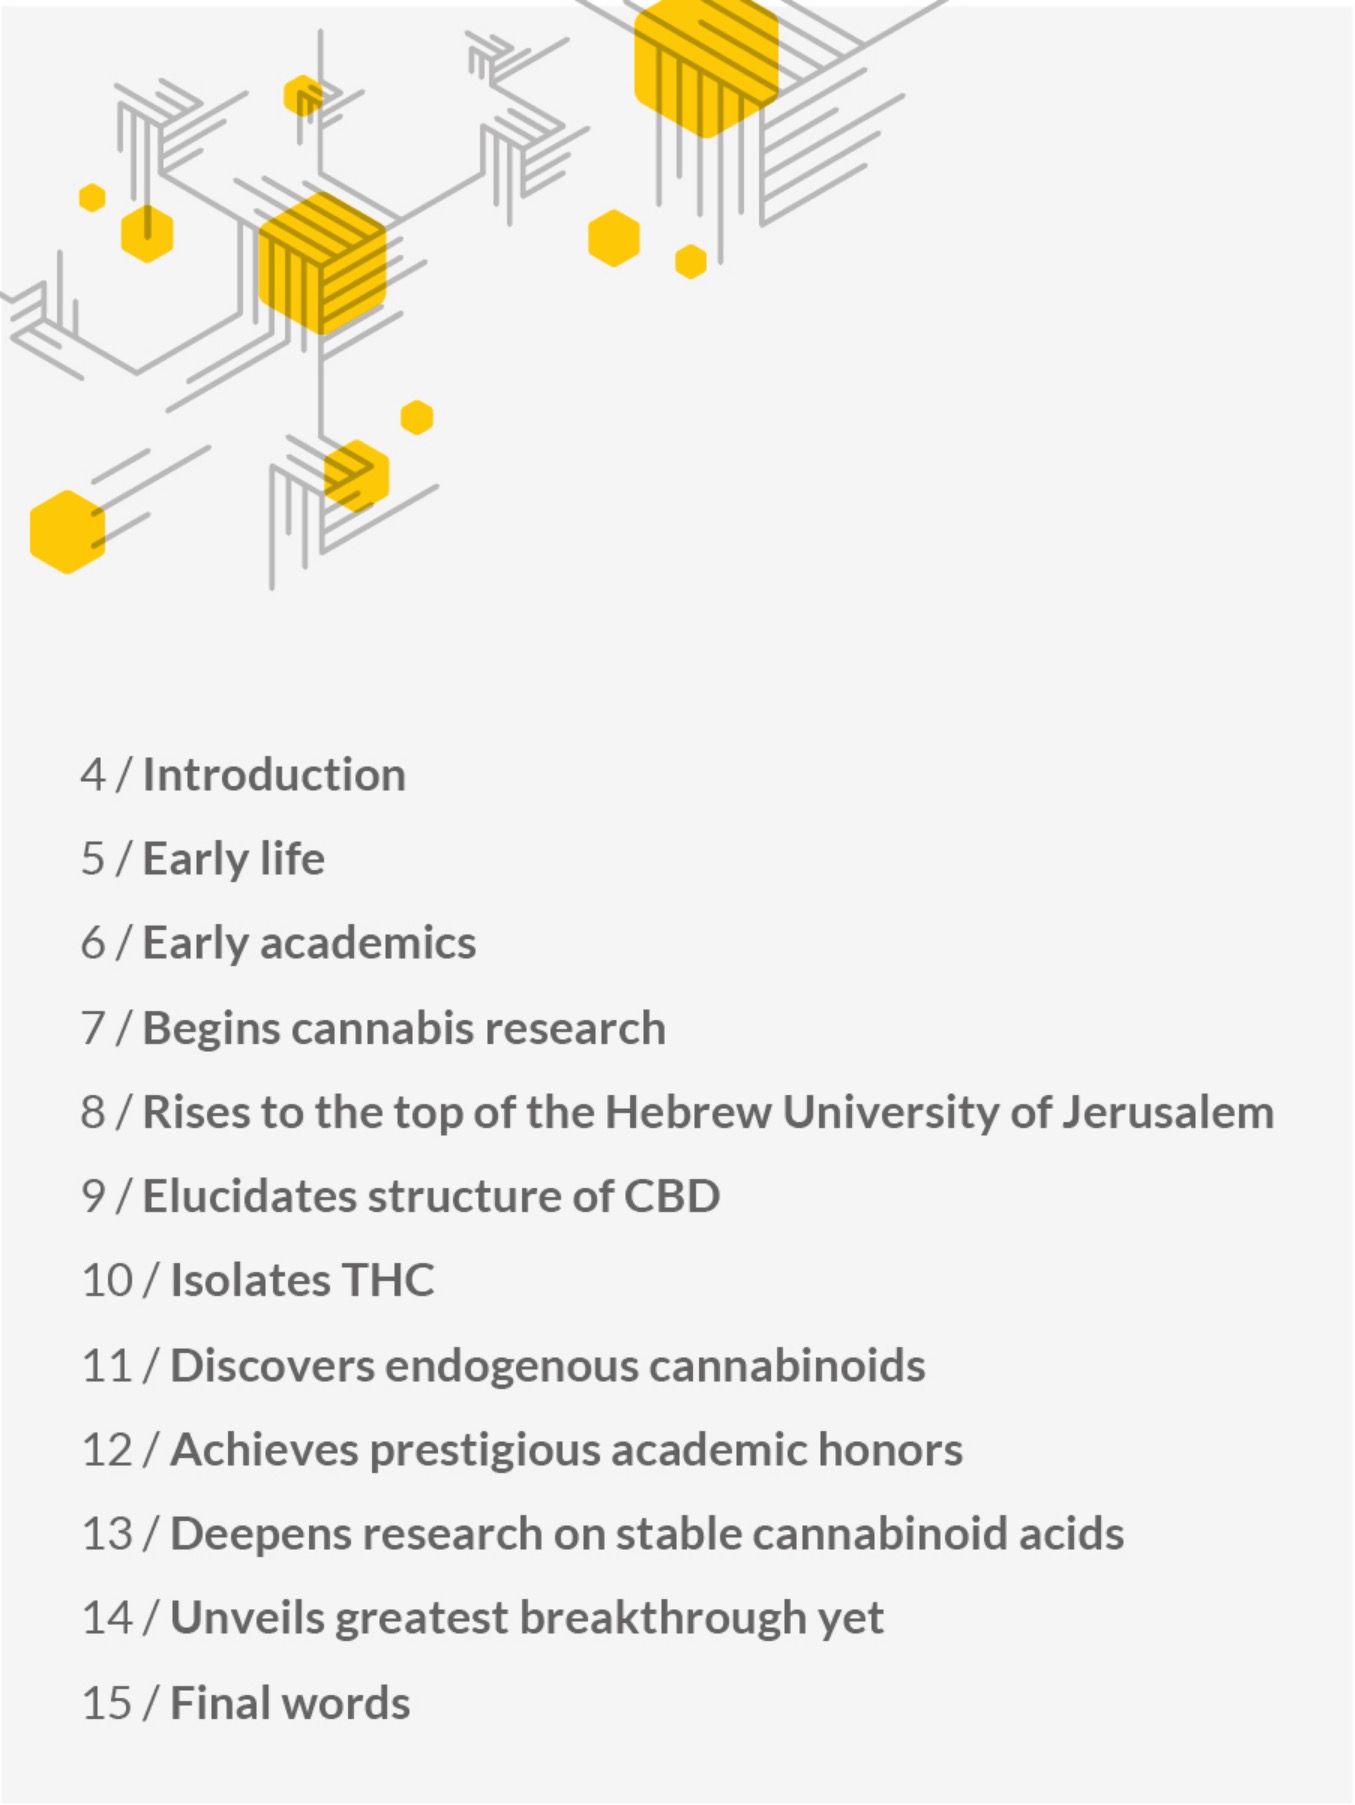 4 / Introduction
5 / Early life
6 / Early academics
7 / Begins cannabis research
8 / Rises to the top of the Hebrew University of Jerusalem
9 / Elucidates structure of CBD
10 / Isolates THC
11 / Discovers endogenous cannabinoids
12 / Achieves prestigious academic honors
13 / Deepens research on stable cannabinoid acids
14 / Unveils greatest breakthrough yet
15 / Final words